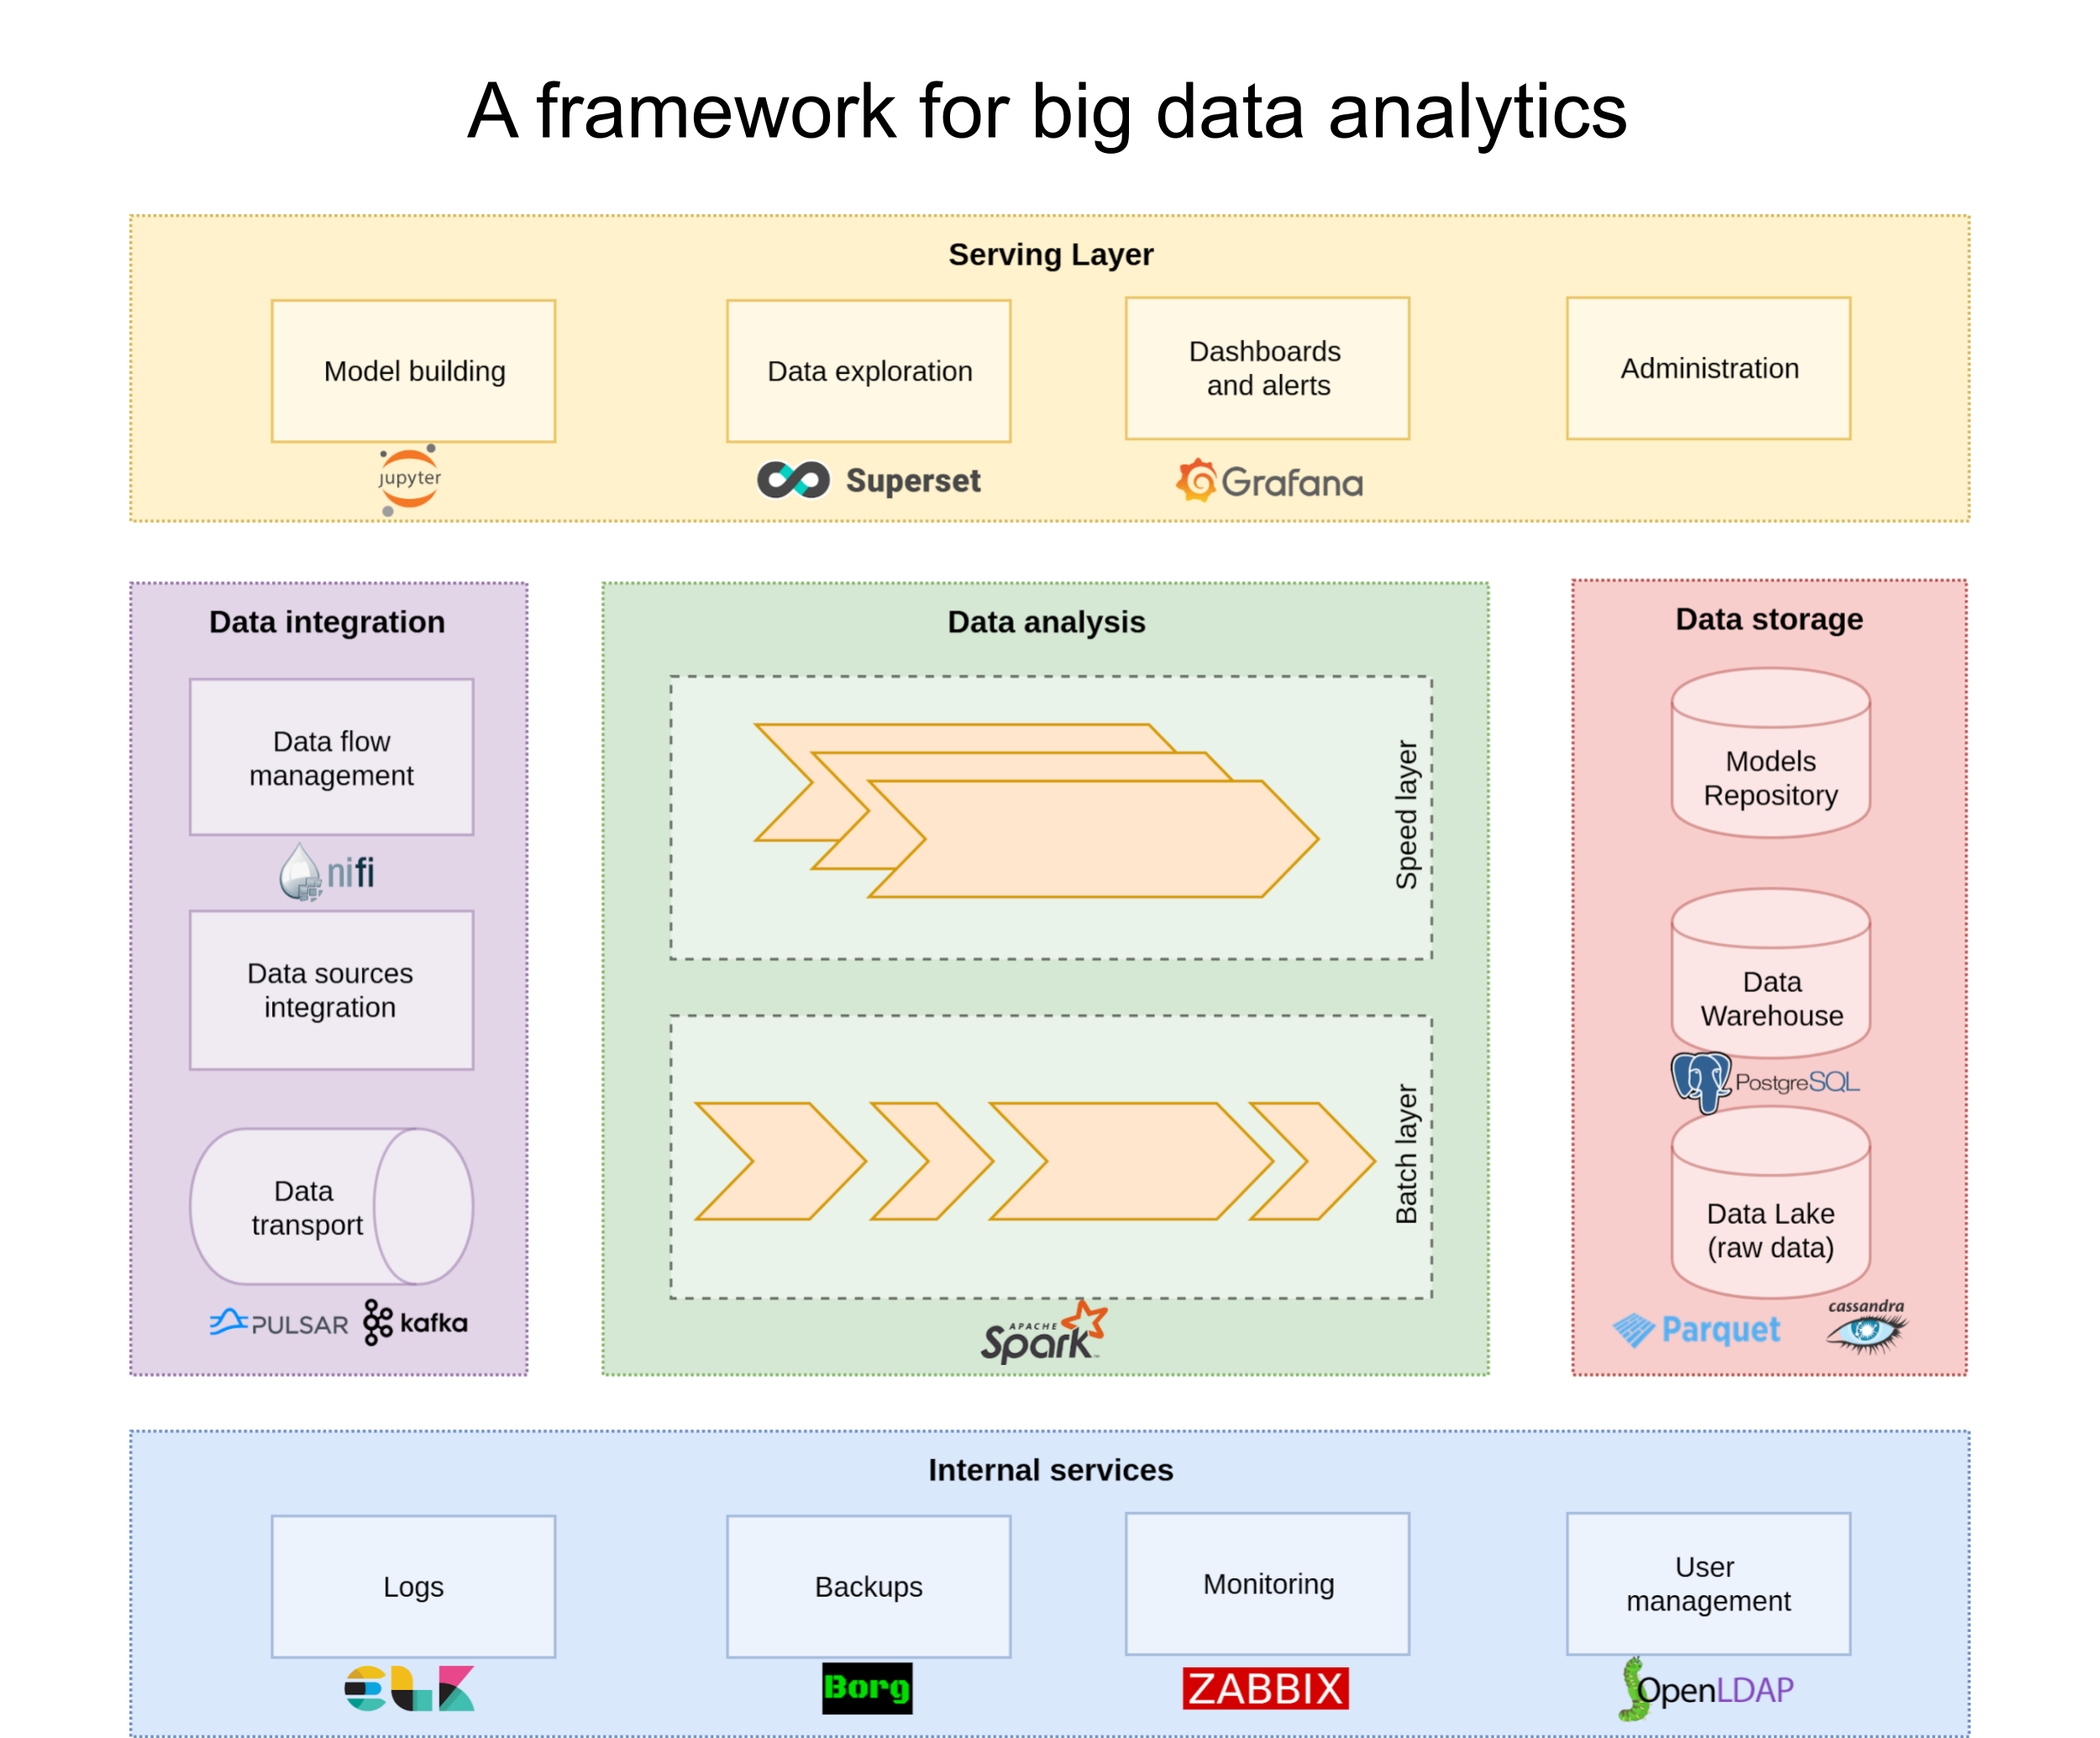 A framework for big data analytics
Serving Layer
Model building
Data exploration
Dashboards
and alerts
Administration
jupyter
Superset
Grafana
Data integration
Data flow
management
nifi
Data sources
integration
Data
transport
PULSAR
kafka
Data analysis
Speed layer
Batch layer
APACHE
Spark
Data storage
Models
Repository
Data
Warehouse
PostgreSQL
Data Lake
(raw data)
Parquet
cassandra
Internal services
Logs
Backups
Monitoring
User
management
ELK
Borg
ZABBIX
OpenLDAP